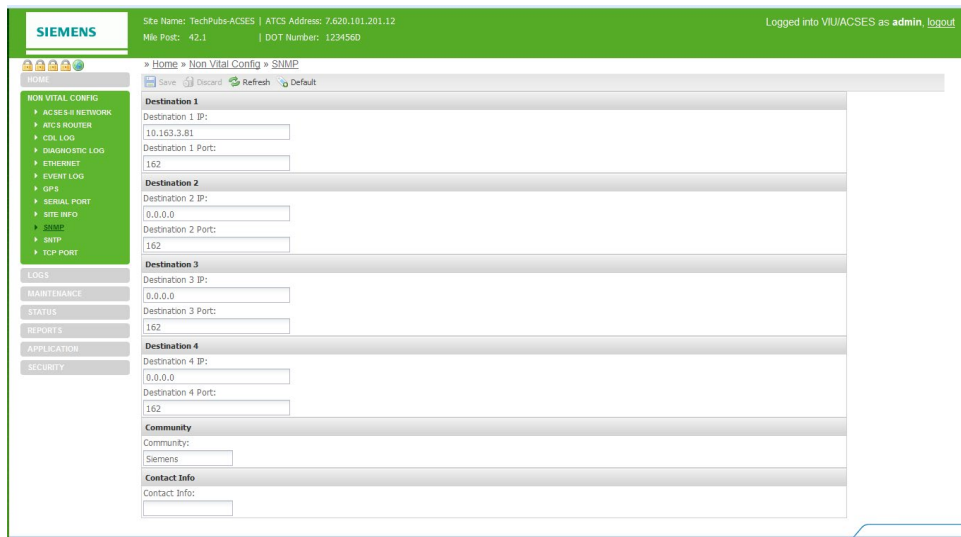 SIEMENS
Site Name: TechPubs-ACSES | ATCS Address: 7.620.101.201.12
Mile Post: 42.1 | DOT Number: 123456D
Logged into VIU/ACSES as admin, logout
» Home » Non Vital Config » SNMP
Save Discard Refresh Default
HOME
NON VITAL CONFIG
ACSES-II NETWORK
ATCS ROUTER
CDL LOG
DIAGNOSTIC LOG
ETHERNET
EVENT LOG
GPS
SERIAL PORT
SITE INFO
SNMP
SNTP
TCP PORT
LOGS
MAINTENANCE
STATUS
REPORTS
APPLICATION
SECURITY
Destination 1
Destination 1 IP:
10.163.3.81
Destination 1 Port:
162
Destination 2
Destination 2 IP:
0.0.0.0
Destination 2 Port:
162
Destination 3
Destination 3 IP:
0.0.0.0
Destination 3 Port:
162
Destination 4
Destination 4 IP:
0.0.0.0
Destination 4 Port:
162
Community
Community:
Siemens
Contact Info
Contact Info: